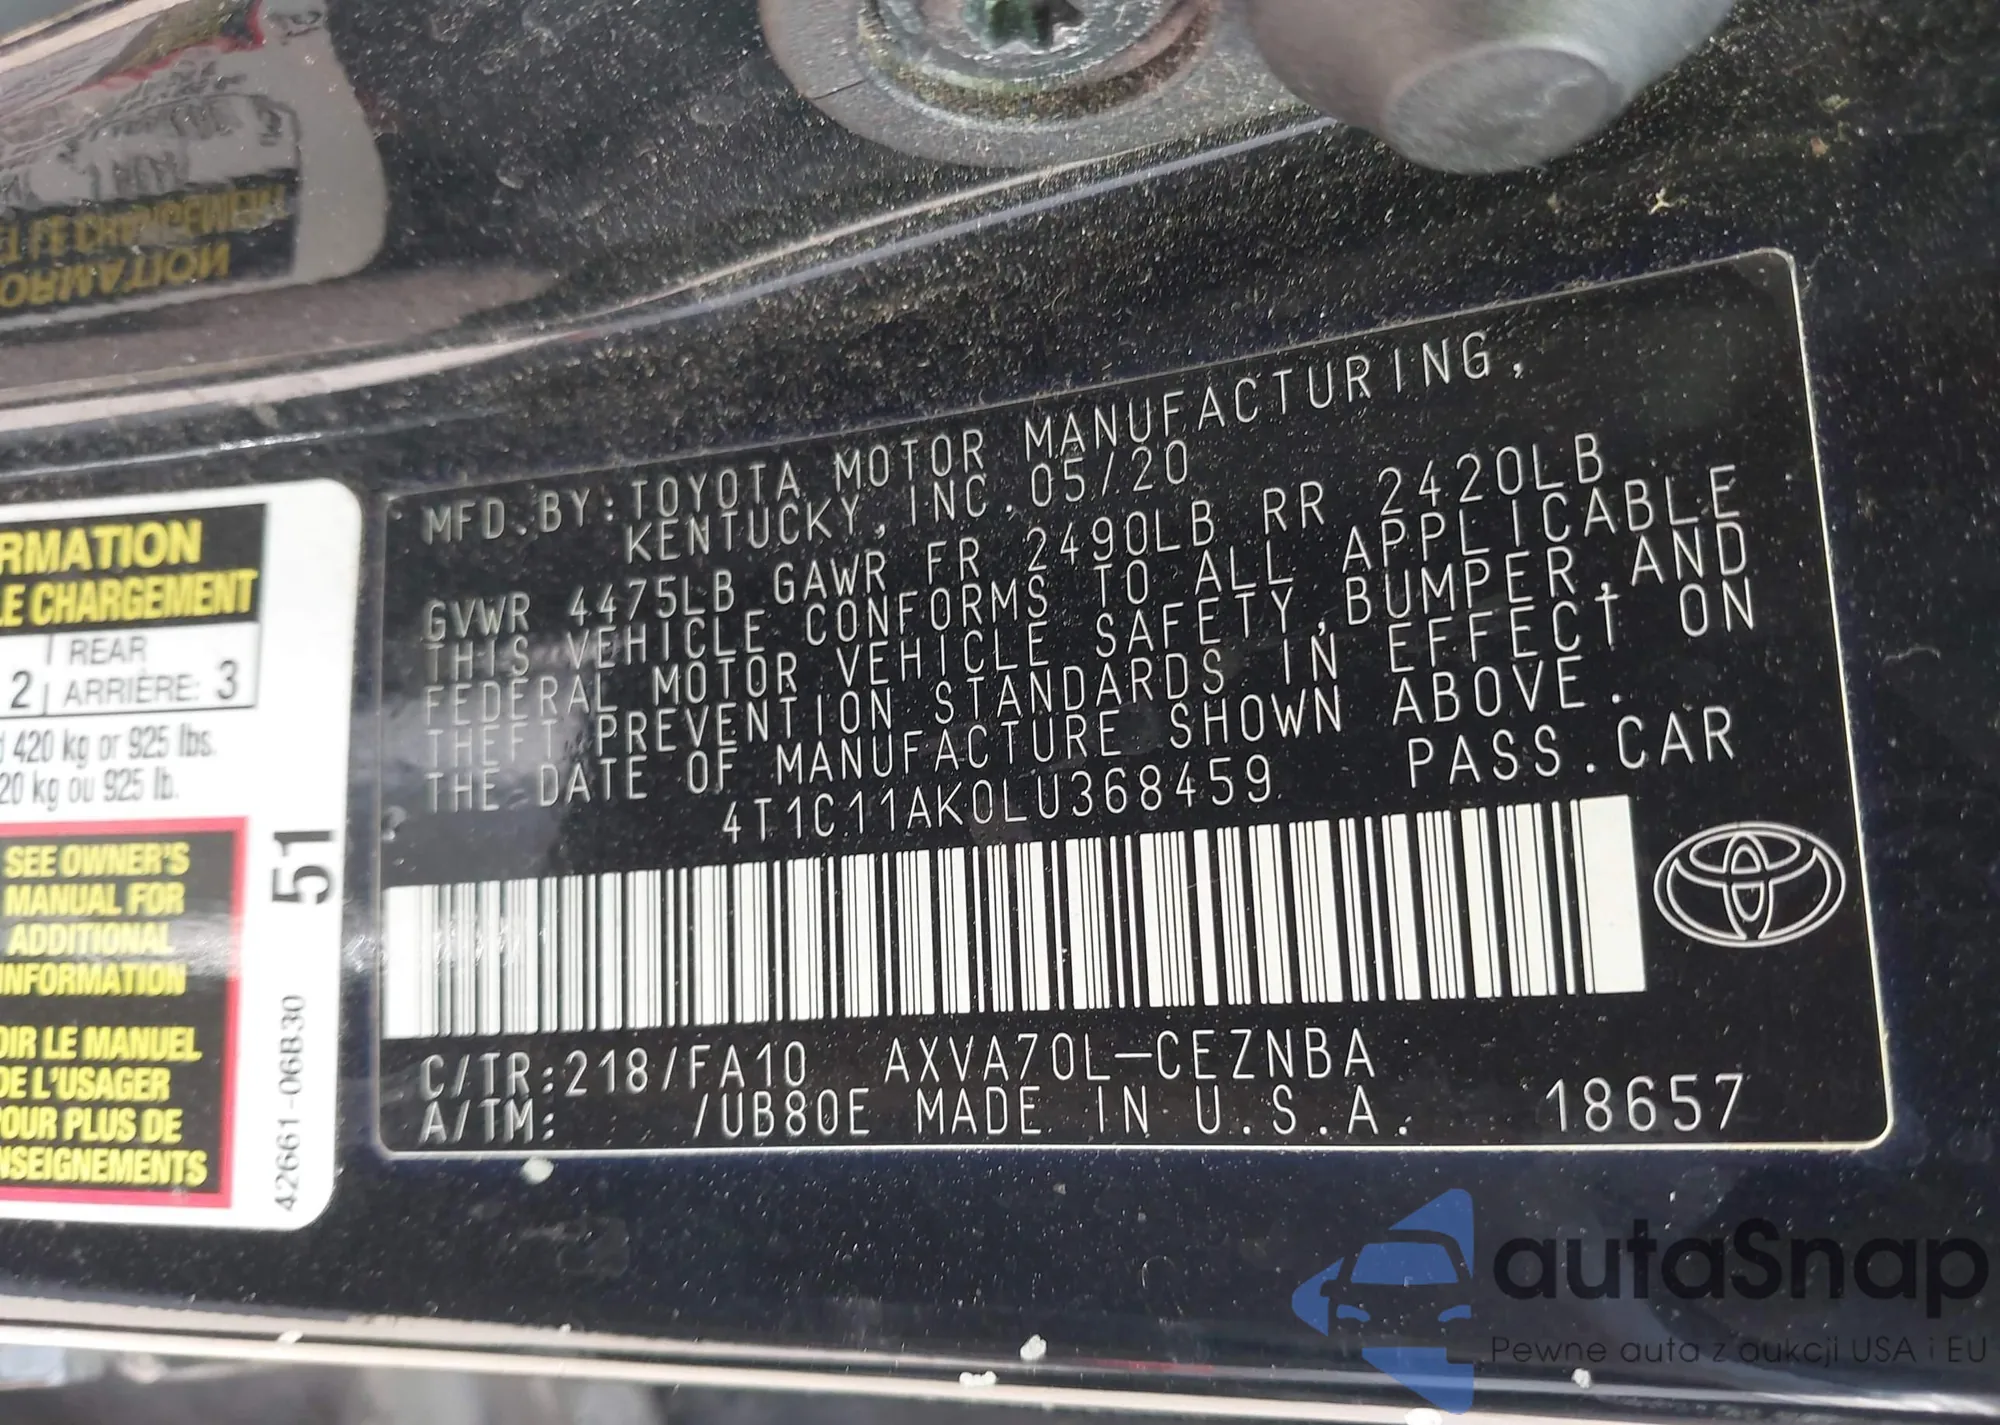 RMATION
LE CHARGEMENT
REAR
2 ARRIÈRE: 3
420 kg or 925 lbs.
20 kg ou 925 lb.
SEE OWNER'S
MANUAL FOR
ADDITIONAL
INFORMATION
OIR LE MANUEL
DE L'USAGER
POUR PLUS DE
NSEIGNEMENTS
51
42661-06B30
MFD.BY:TOYOTA MOTOR MANUFACTURING,
KENTUCKY,INC.05/20
GVWR 4475LB GAWR FR 2490LB RR 2420LB
THIS VEHICLE CONFORMS TO ALL APPLICABLE
FEDERAL MOTOR VEHICLE SAFETY,BUMPER,AND
THEFT PREVENTION STANDARDS IN EFFECT ON
THE DATE OF MANUFACTURE SHOWN ABOVE.
4T1C11AK0LU368459 PASS.CAR
C/TR:218/FA10 AXVA70L-CEZNBA
A/TM: /UB80E MADE IN U.S.A. 18657
autaSnap
Pewne auta z aukcji USA i EU